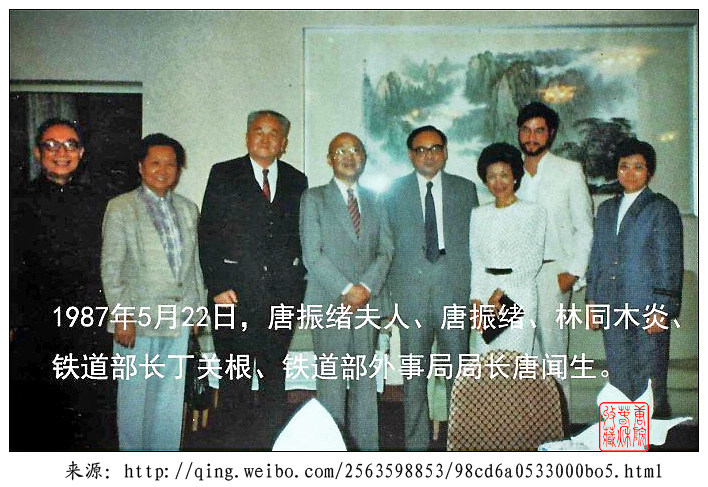 1987年5月22日，唐振绪夫人、唐振绪、林同木炎、
铁道部长丁关根、铁道部外事局局长唐闻生。
来源：http://qing.weibo.com/2563598853/98cd6a0533000bo5.html